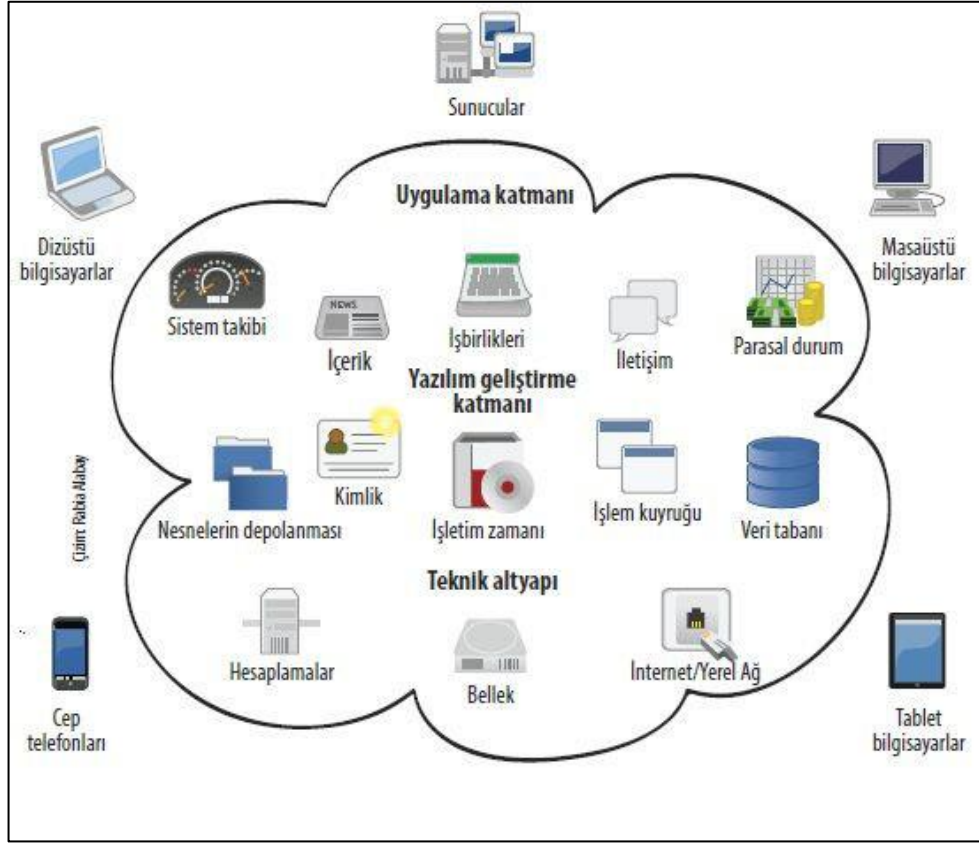 Sunucular
Dizüstü
bilgisayarlar
Masaüstü
bilgisayarlar
Uygulama katmanı
Sistem takibi
NEWS
İçerik
İşbirlikleri
İletişim
Parasal durum
Yazılım geliştirme
katmanı
Nesnelerin depolanması
Kimlik
İşletim zamanı
İşlem kuyruğu
Veri tabanı
Çizim: Rabia Alabay
Teknik altyapı
Hesaplamalar
Bellek
İnternet/Yerel Ağ
Cep
telefonları
Tablet
bilgisayarlar